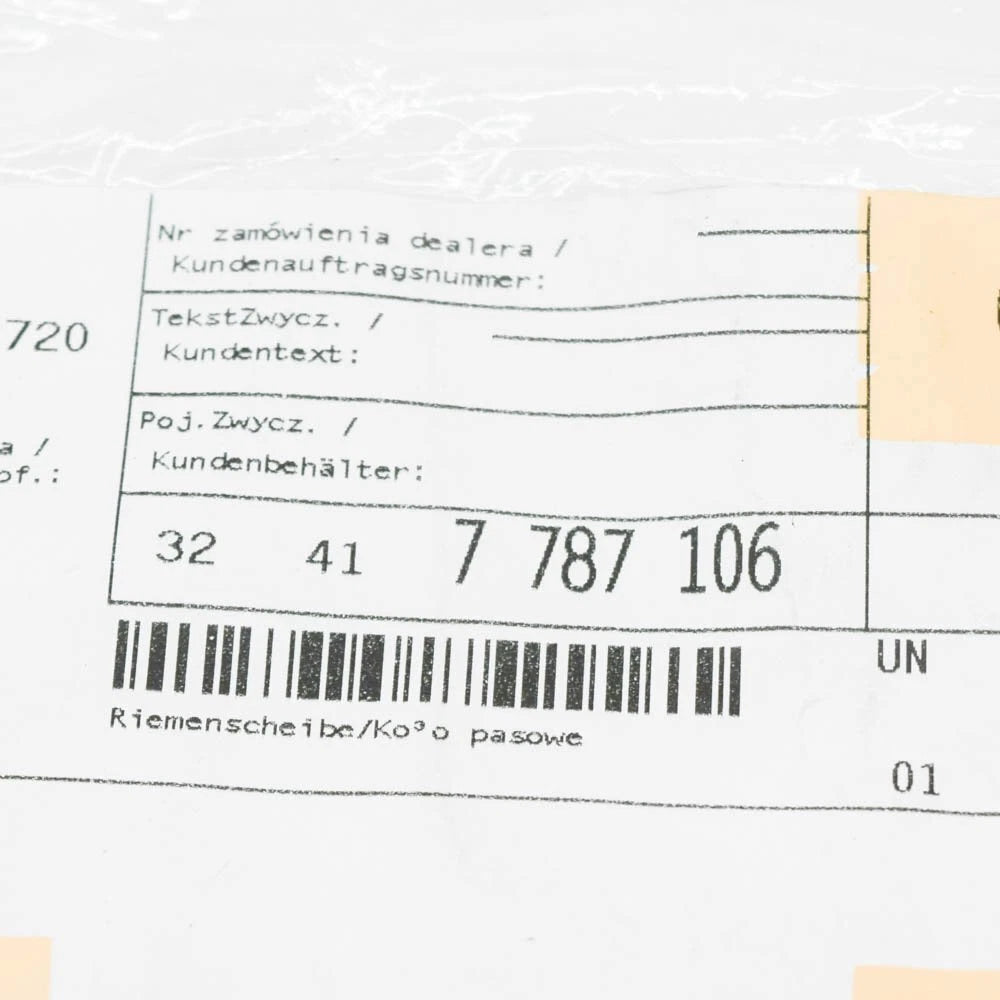 Nr zamówienia dealera /
Kundenauftragsnummer:
TekstZwycz. /
Kundentext:
720
Poj.Zwycz. /
Kundenbehälter:
a /
of.:
32 41 7 787 106
UN
Riemenscheibe/Ko³o pasowe
01